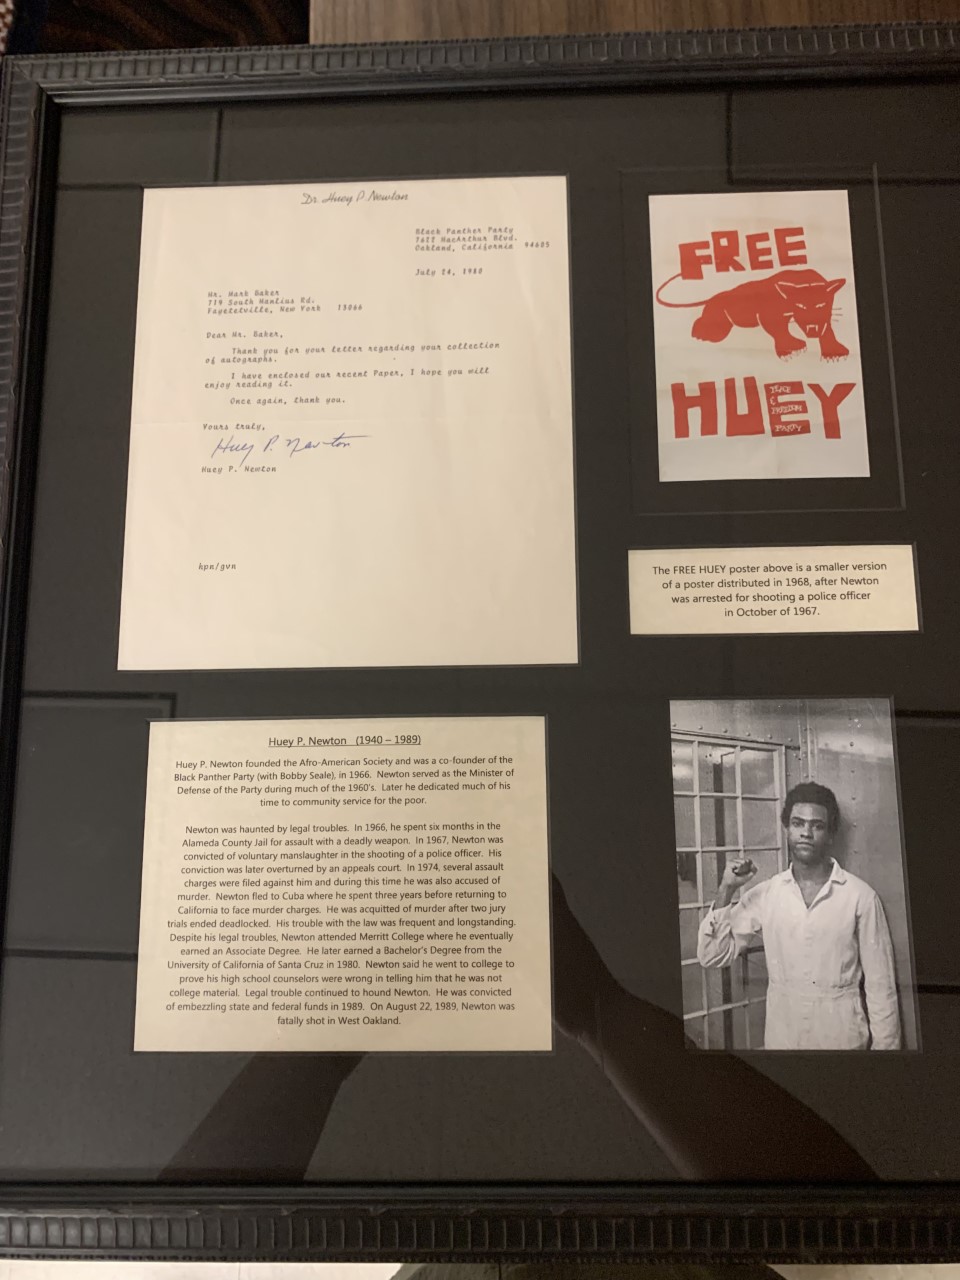 Dr. Huey P. Newton
Black Panther Party
Oakland, California 94605
July 24, 1980
Mr. Mark Baker
719 South Manlius Rd.
Fayetteville, New York 13066
Dear Mr. Baker,
Thank you for your letter regarding your collection
of autographs.
I have enclosed our recent Paper, I hope you will
enjoy reading it.
Once again, thank you.
Yours truly,
Huey P. Newton
Huey P. Newton
hpn/gvn
FREE
HUEY
PEACE
&
FREEDOM
PARTY
The FREE HUEY poster above is a smaller version
of a poster distributed in 1968, after Newton
was arrested for shooting a police officer
in October of 1967.
Huey P. Newton (1940 – 1989)
Huey P. Newton founded the Afro-American Society and was a co-founder of the
Black Panther Party (with Bobby Seale), in 1966. Newton served as the Minister of
Defense of the Party during much of the 1960's. Later he dedicated much of his
time to community service for the poor.
Newton was haunted by legal troubles. In 1966, he spent six months in the
Alameda County Jail for assault with a deadly weapon. In 1967, Newton was
convicted of voluntary manslaughter in the shooting of a police officer. His
conviction was later overturned by an appeals court. In 1974, several assault
charges were filed against him and during this time he was also accused of
murder. Newton fled to Cuba where he spent three years before returning to
California to face murder charges. He was acquitted of murder after two jury
trials ended deadlocked. His trouble with the law was frequent and longstanding.
Despite his legal troubles, Newton attended Merritt College where he eventually
earned an Associate Degree. He later earned a Bachelor's Degree from the
University of California of Santa Cruz in 1980. Newton said he went to college to
prove his high school counselors were wrong in telling him that he was not
college material. Legal trouble continued to hound Newton. He was convicted
of embezzling state and federal funds in 1989. On August 22, 1989, Newton was
fatally shot in West Oakland.